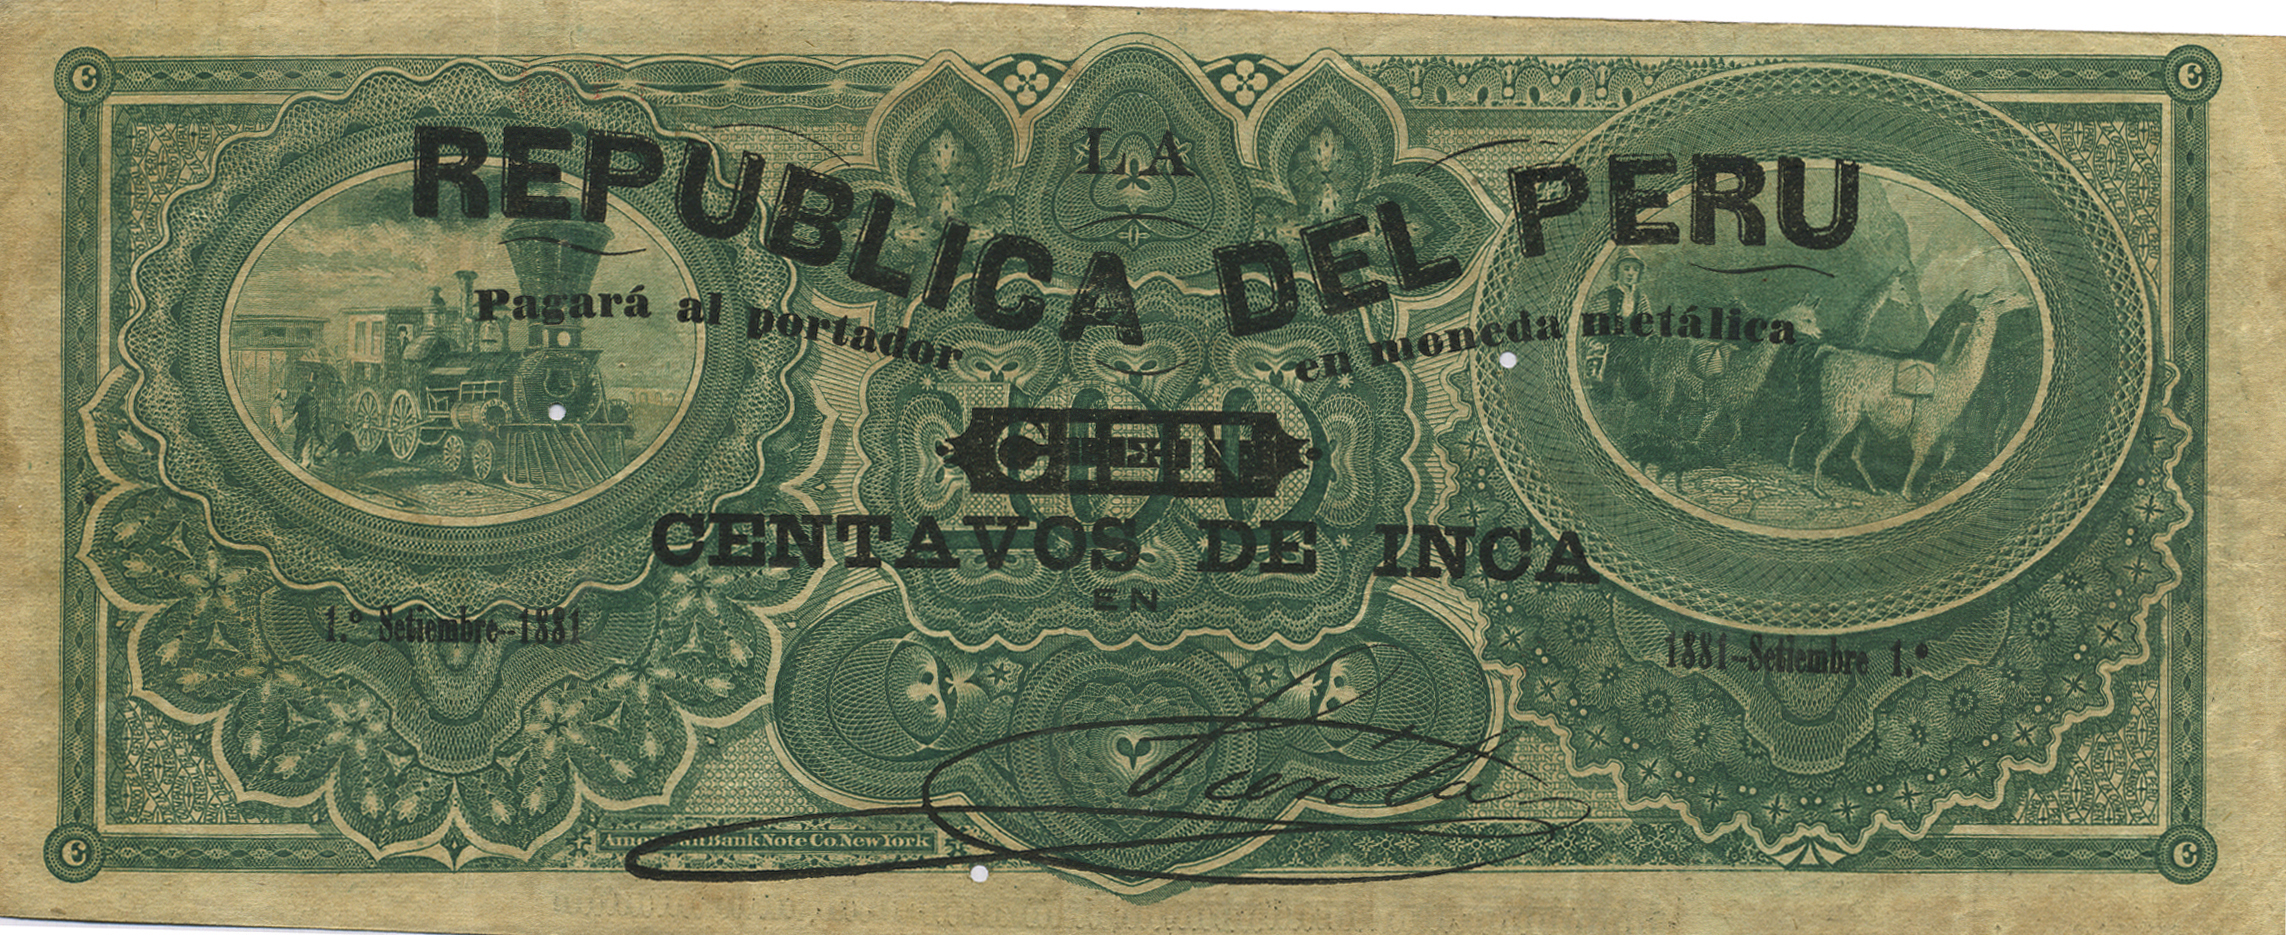 LA
REPUBLICA DEL PERU
Pagará al portador en moneda metálica
100
CIEN
CENTAVOS DE INCA
EN
1.º Setiembre--1881
1881--Setiembre 1.º
American Bank Note Co. New York